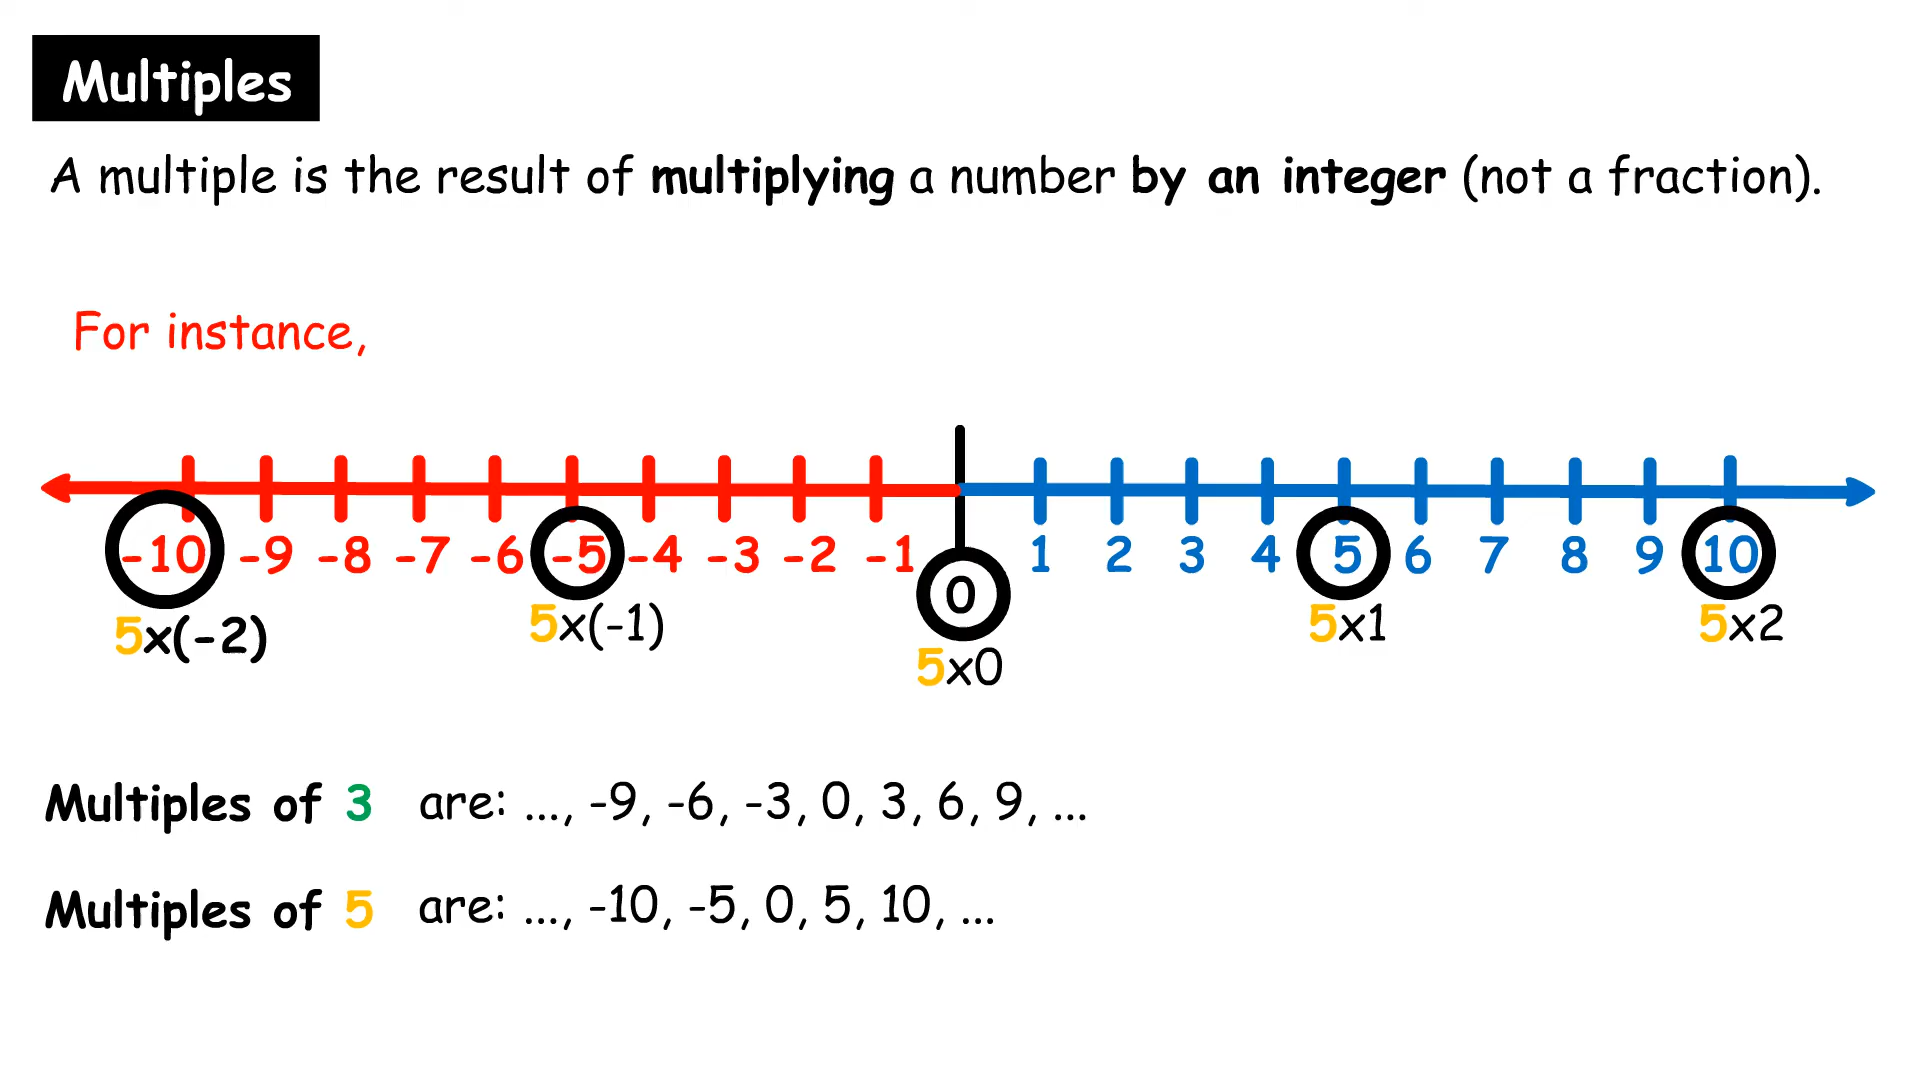 Multiples
A multiple is the result of multiplying a number by an integer (not a fraction).
For instance,
-10 -9 -8 -7 -6 -5 -4 -3 -2 -1 0 1 2 3 4 5 6 7 8 9 10
5x(-2) 5x(-1) 5x0 5x1 5x2
Multiples of 3 are: ..., -9, -6, -3, 0, 3, 6, 9, ...
Multiples of 5 are: ..., -10, -5, 0, 5, 10, ...